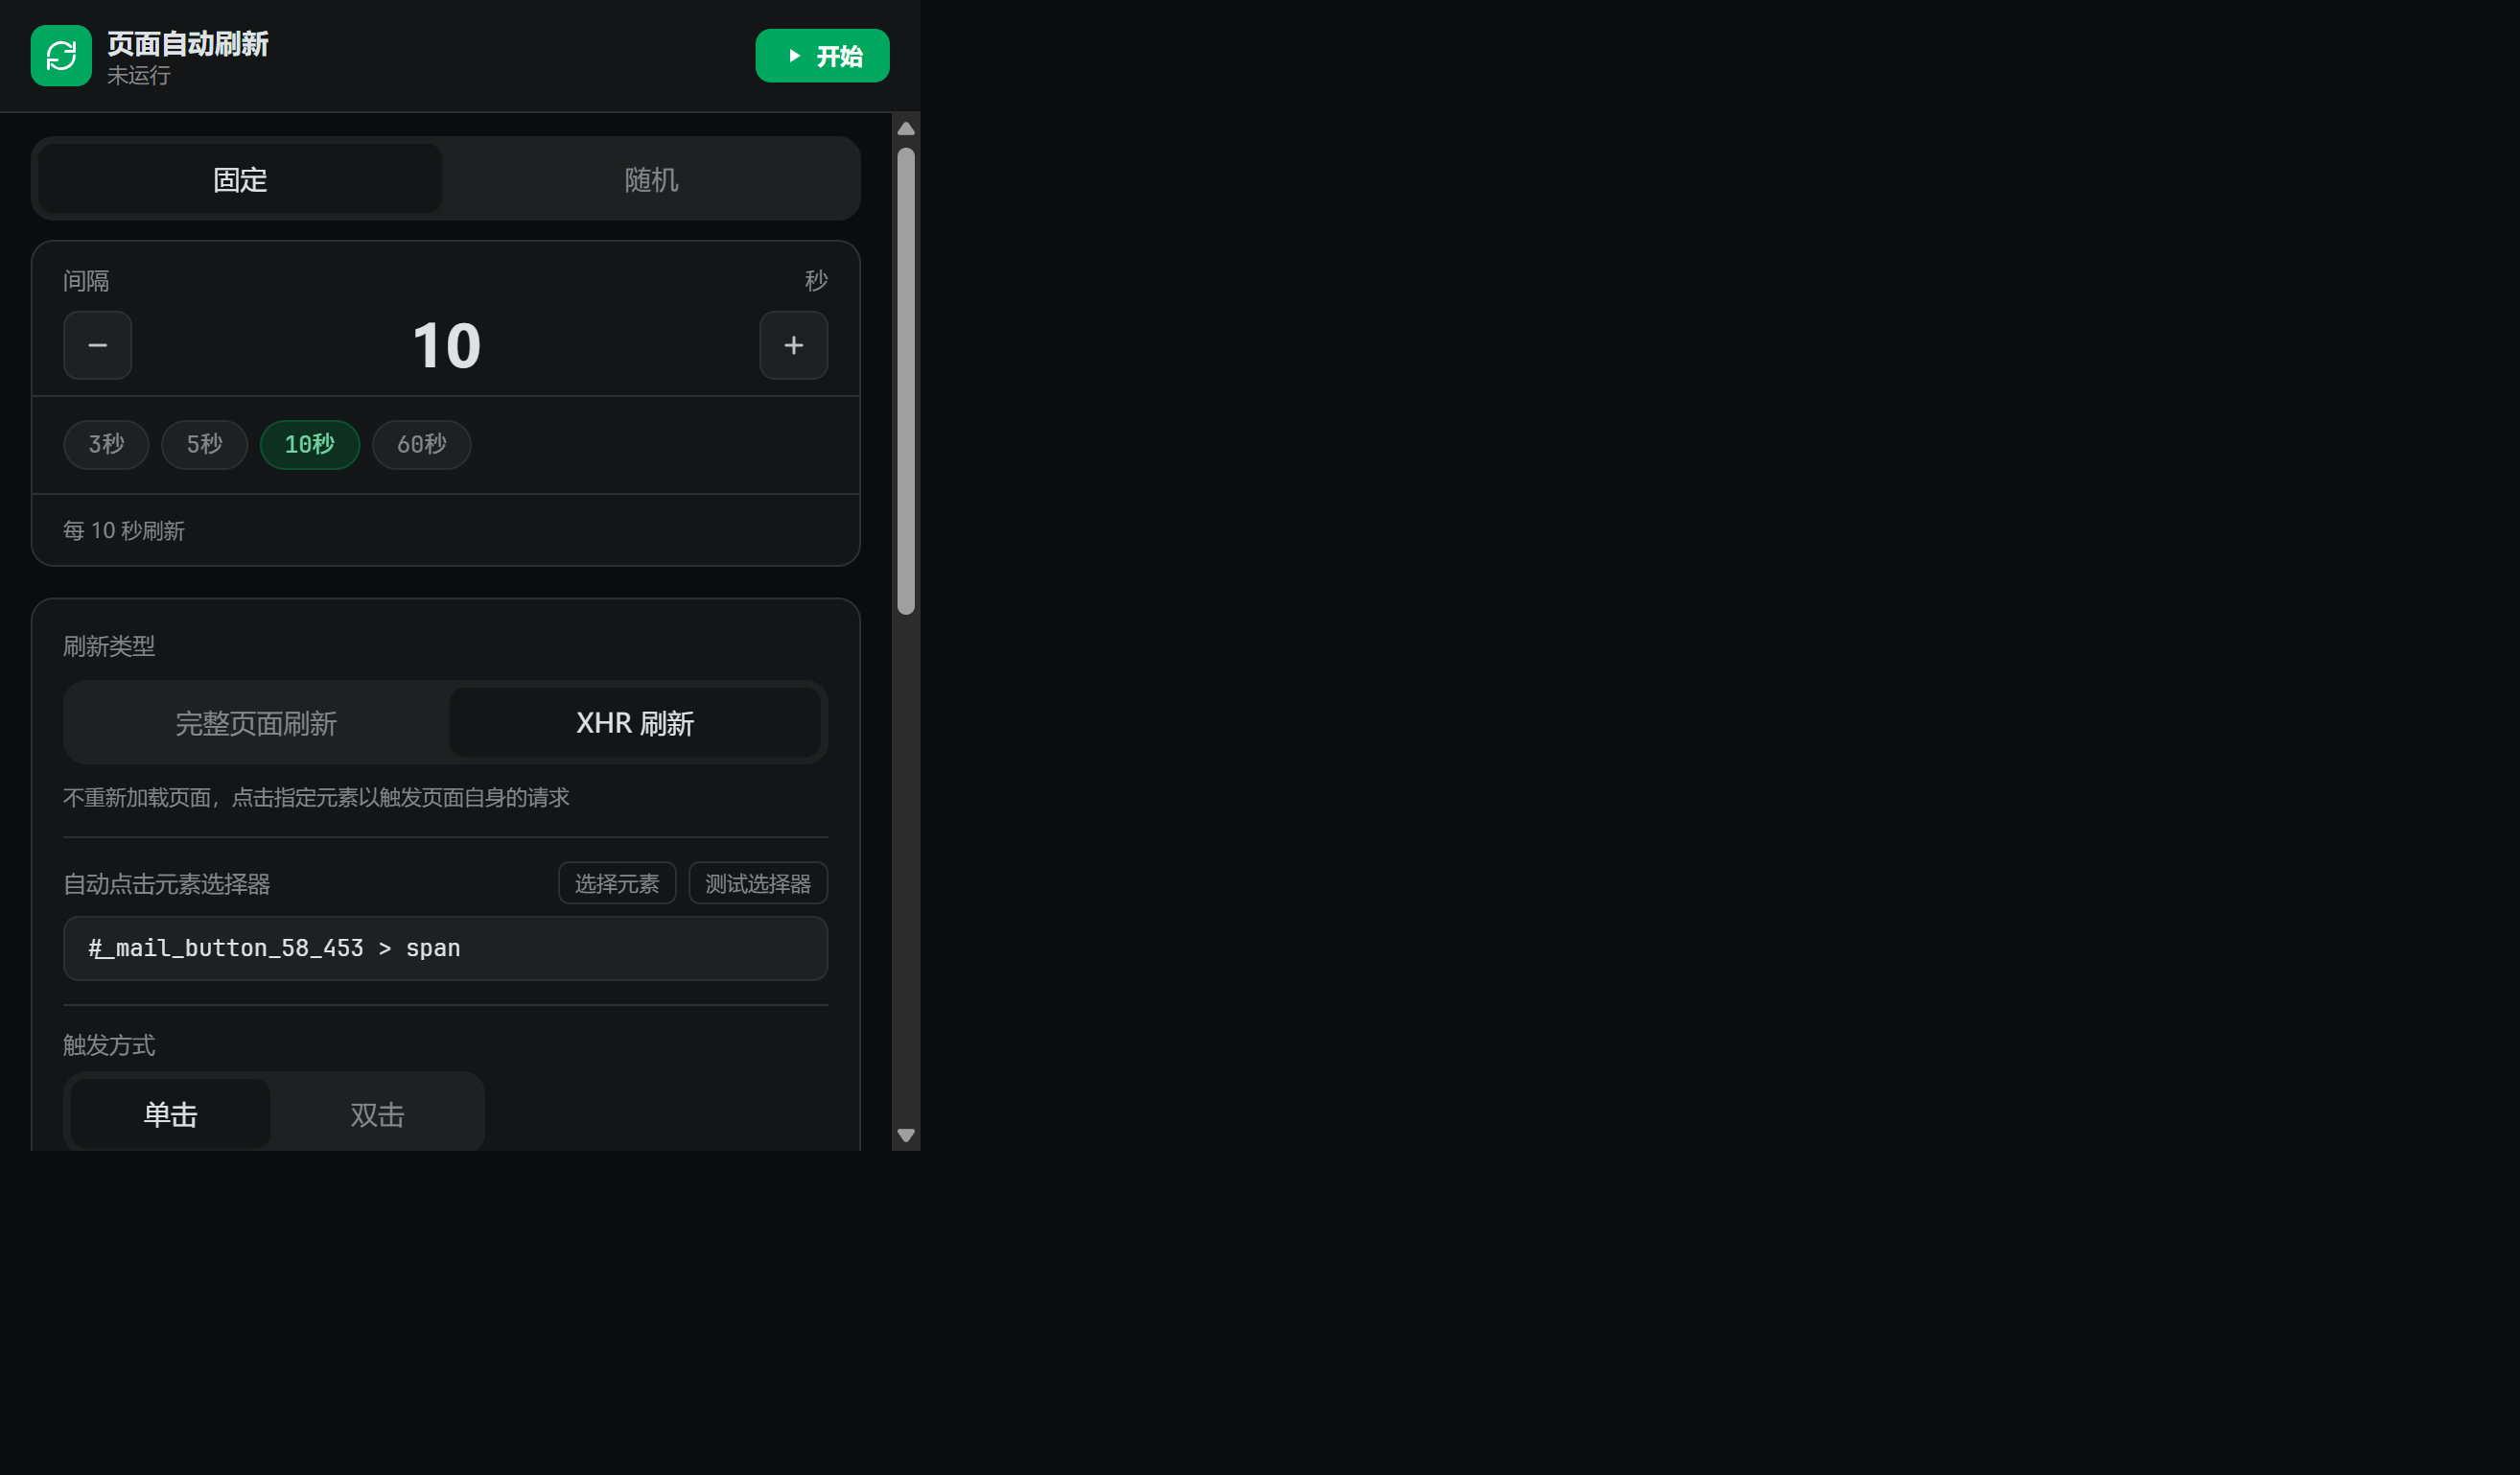 页面自动刷新
未运行
开始
固定
随机
间隔
秒
10
3秒
5秒
10秒
60秒
每 10 秒刷新
刷新类型
完整页面刷新
XHR 刷新
不重新加载页面，点击指定元素以触发页面自身的请求
自动点击元素选择器
选择元素
测试选择器
#_mail_button_58_453 > span
触发方式
单击
双击